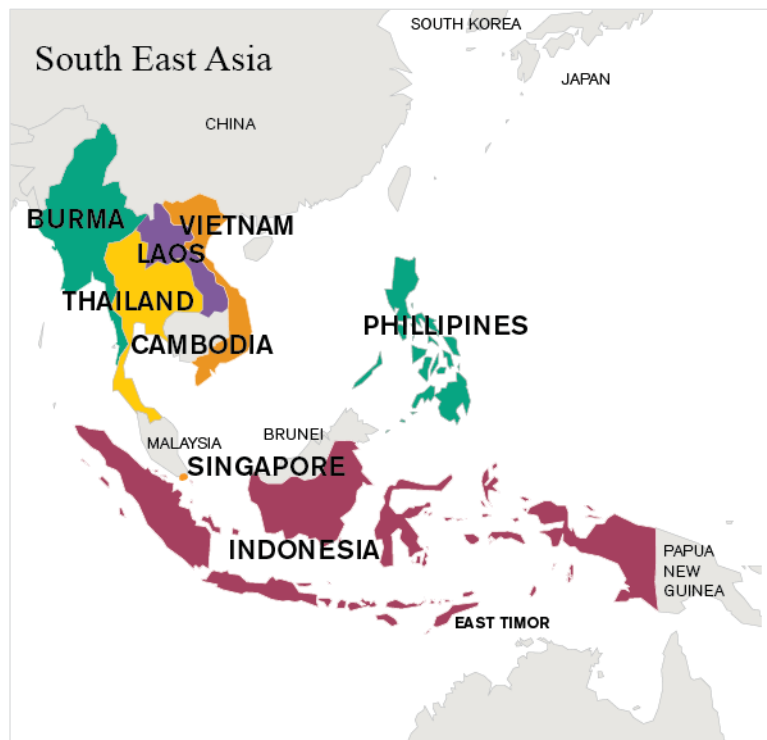 SOUTH KOREA
South East Asia
JAPAN
CHINA
BURMA
VIETNAM
LAOS
THAILAND
PHILLIPINES
CAMBODIA
MALAYSIA
BRUNEI
SINGAPORE
INDONESIA
PAPUA
NEW
GUINEA
EAST TIMOR